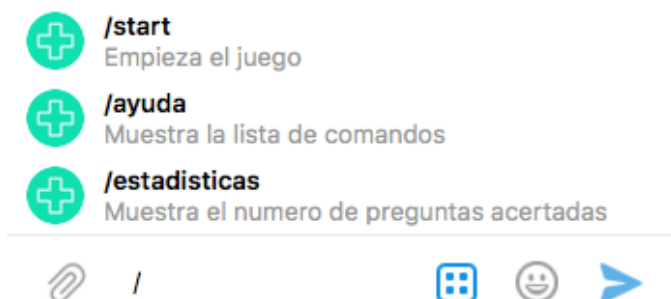 /start
Empieza el juego
/ayuda
Muestra la lista de comandos
/estadisticas
Muestra el numero de preguntas acertadas
/